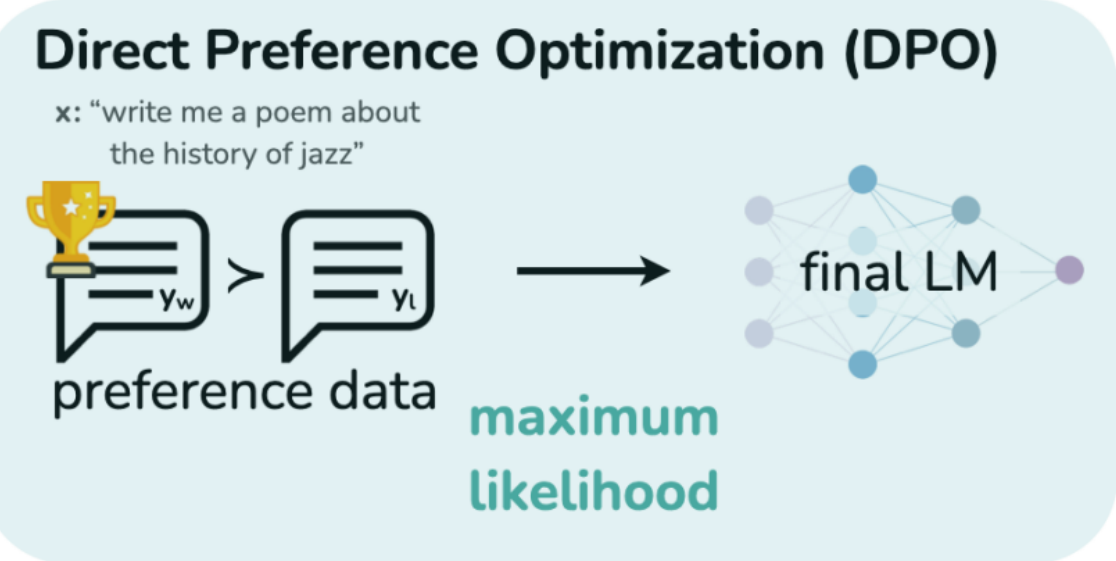 Direct Preference Optimization (DPO)
x: “write me a poem about
the history of jazz”
yw
≻
yl
preference data
maximum
likelihood
final LM